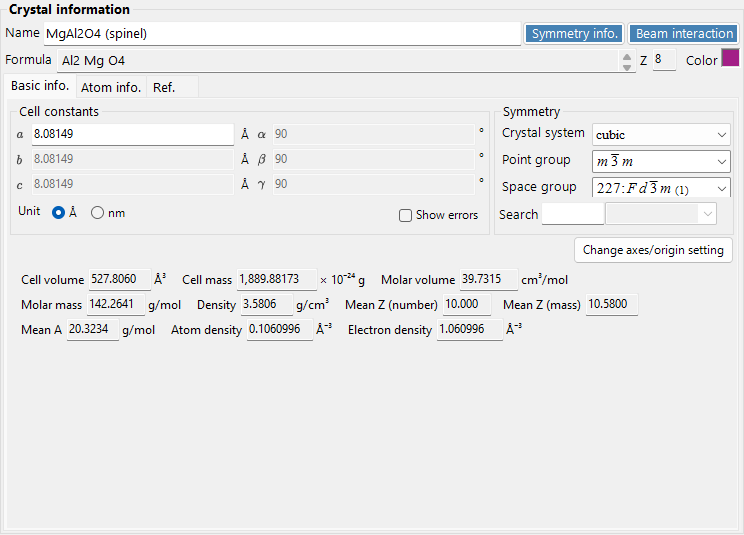 Crystal information
Name MgAl2O4 (spinel) Symmetry info. Beam interaction
Formula Al2 Mg O4 Z 8 Color
Basic info. Atom info. Ref.
Cell constants Symmetry
a 8.08149 Å α 90 ° Crystal system cubic
b 8.08149 Å β 90 ° Point group m 3̅ m
c 8.08149 Å γ 90 ° Space group 227: F d 3̅ m (1)
Unit Å nm Show errors Search
Change axes/origin setting
Cell volume 527.8060 Å³ Cell mass 1,889.88173 × 10⁻²⁴ g Molar volume 39.7315 cm³/mol
Molar mass 142.2641 g/mol Density 3.5806 g/cm³ Mean Z (number) 10.000 Mean Z (mass) 10.5800
Mean A 20.3234 g/mol Atom density 0.1060996 Å⁻³ Electron density 1.060996 Å⁻³